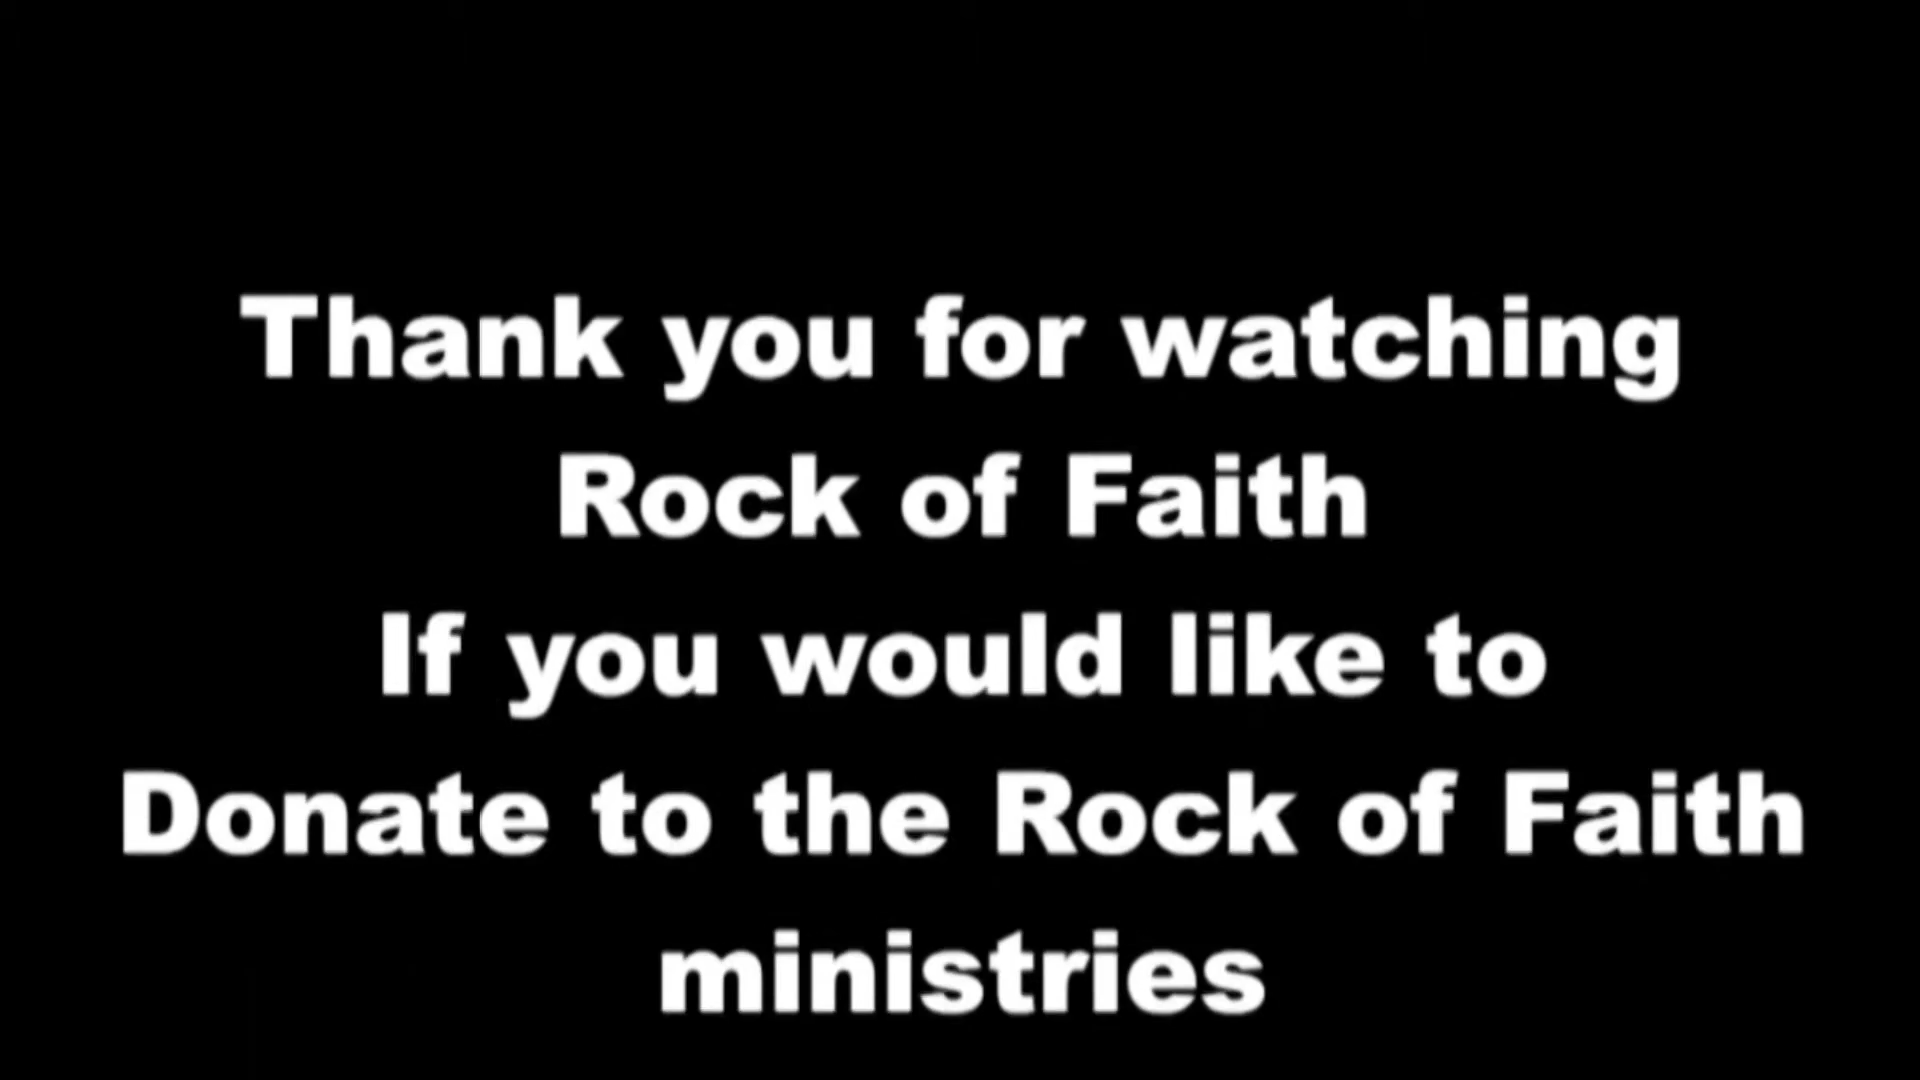 Thank you for watching
Rock of Faith
If you would like to
Donate to the Rock of Faith
ministries